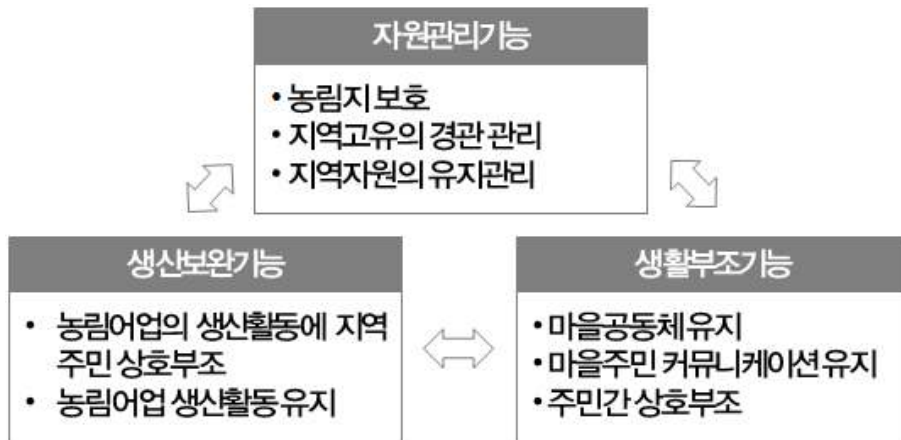 자원관리기능
• 농림지 보호
• 지역고유의 경관 관리
• 지역자원의 유지관리
생산보완기능
• 농림어업의 생산활동에 지역
주민 상호부조
• 농림어업 생산활동 유지
생활부조기능
• 마을공동체 유지
• 마을주민 커뮤니케이션 유지
• 주민간 상호부조